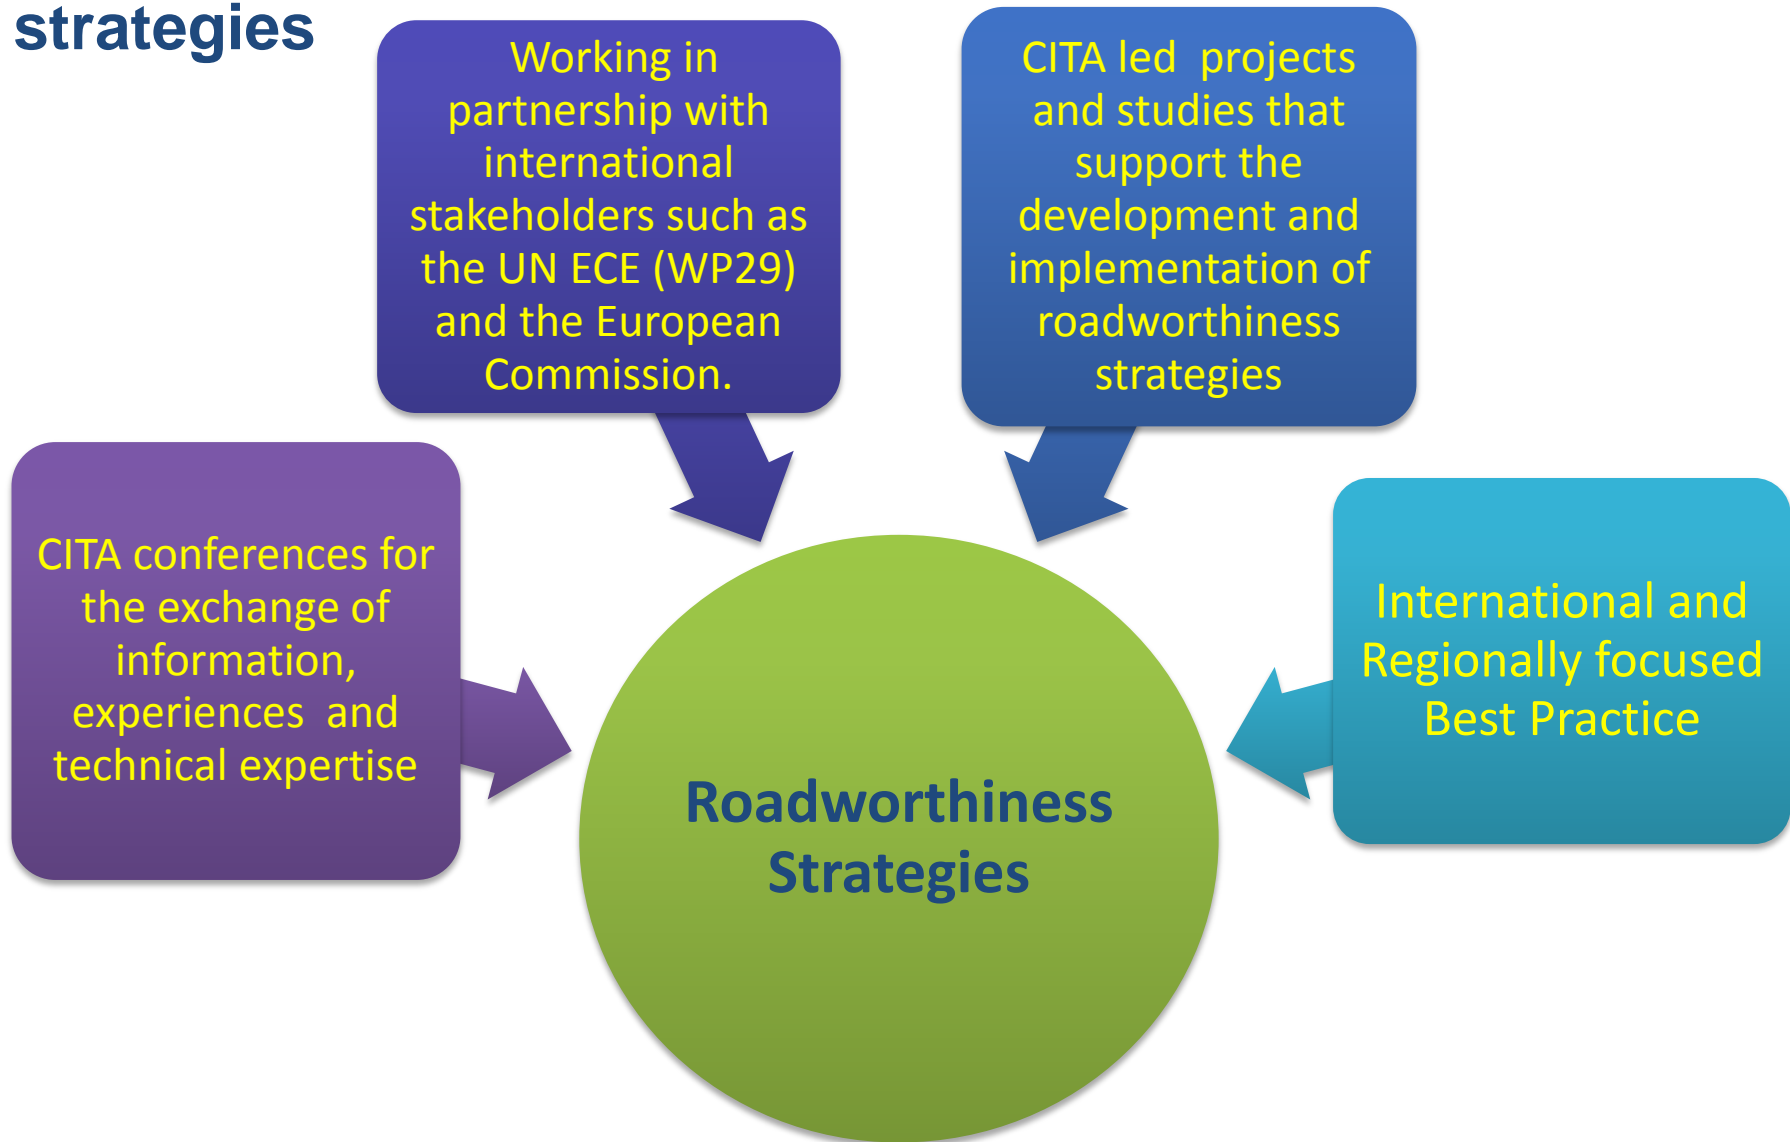 strategies
Working in
partnership with
international
stakeholders such as
the UN ECE (WP29)
and the European
Commission.
CITA led  projects
and studies that
support the
development and
implementation of
roadworthiness
strategies
CITA conferences for
the exchange of
information,
experiences  and
technical expertise
International and
Regionally focused
Best Practice
Roadworthiness
Strategies